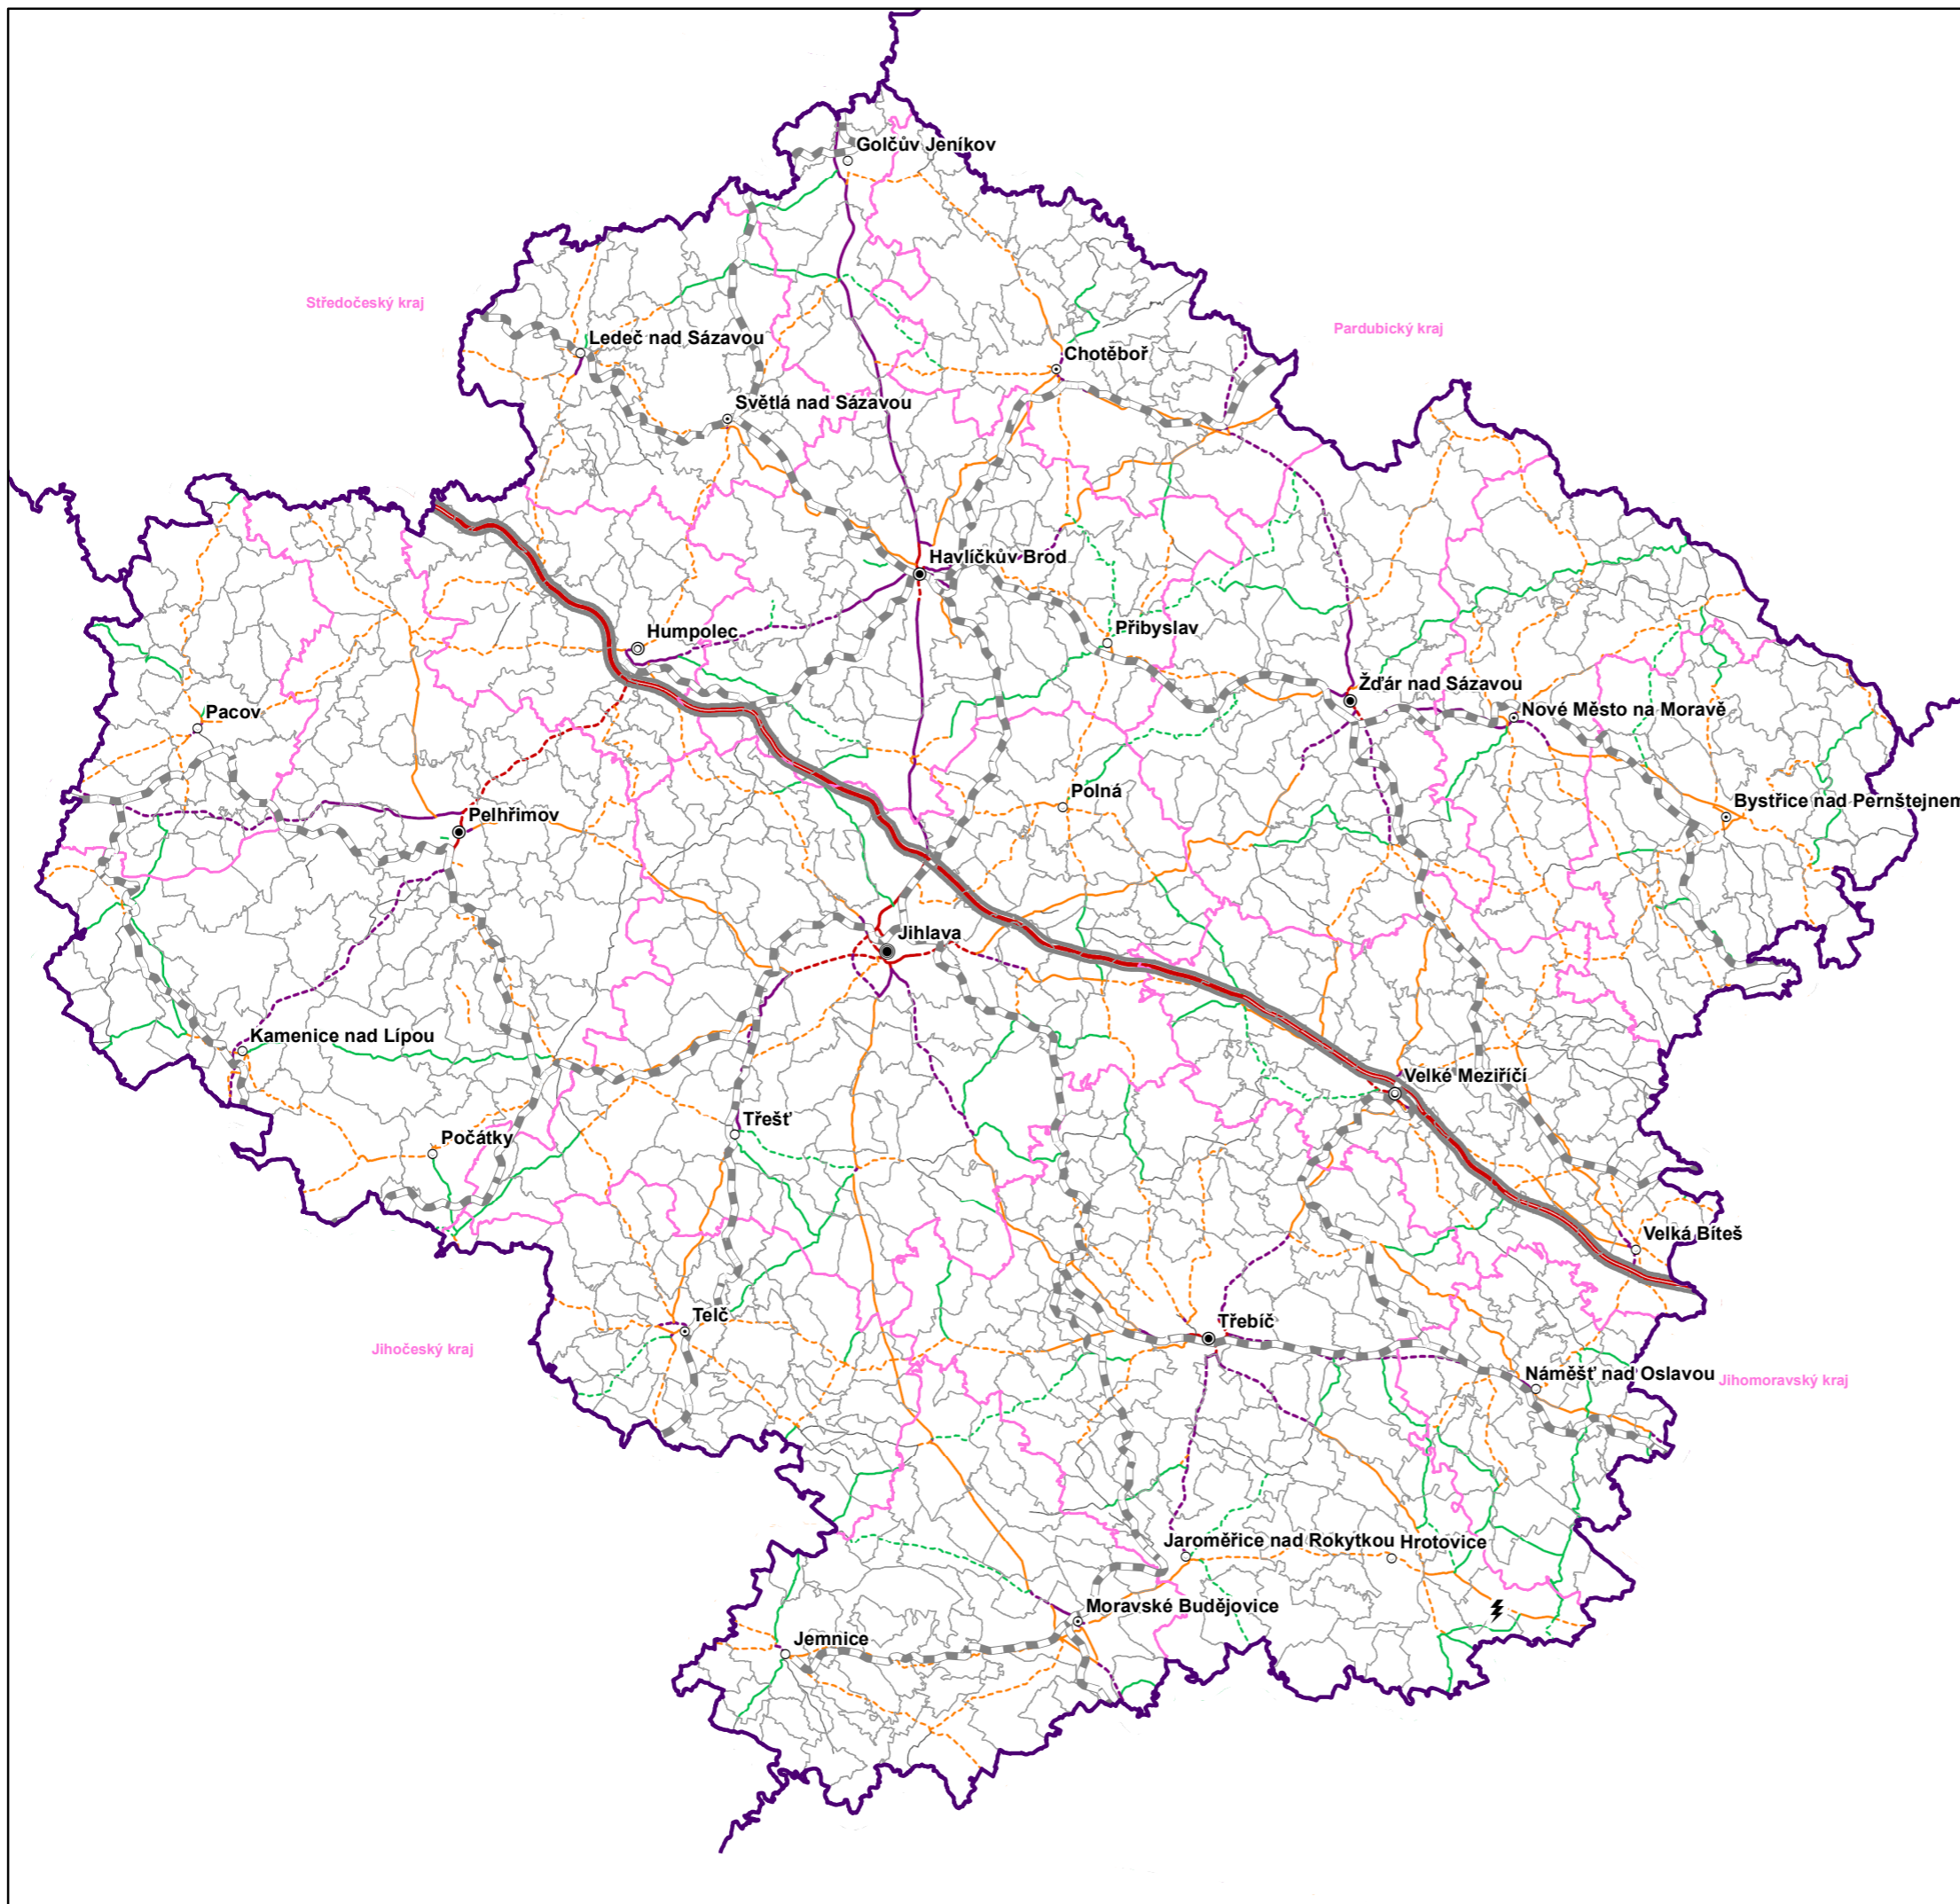 Golčův Jeníkov
Středočeský kraj
Pardubický kraj
Ledeč nad Sázavou
Chotěboř
Světlá nad Sázavou
Havlíčkův Brod
Humpolec
Přibyslav
Žďár nad Sázavou
Pacov
Nové Město na Moravě
Polná
Bystřice nad Pernštejnem
Pelhřimov
Jihlava
Kamenice nad Lípou
Velké Meziříčí
Třešť
Počátky
Velká Bíteš
Telč
Třebíč
Jihočeský kraj
Náměšť nad Oslavou
Jihomoravský kraj
Jaroměřice nad Rokytkou
Hrotovice
Moravské Budějovice
Jemnice